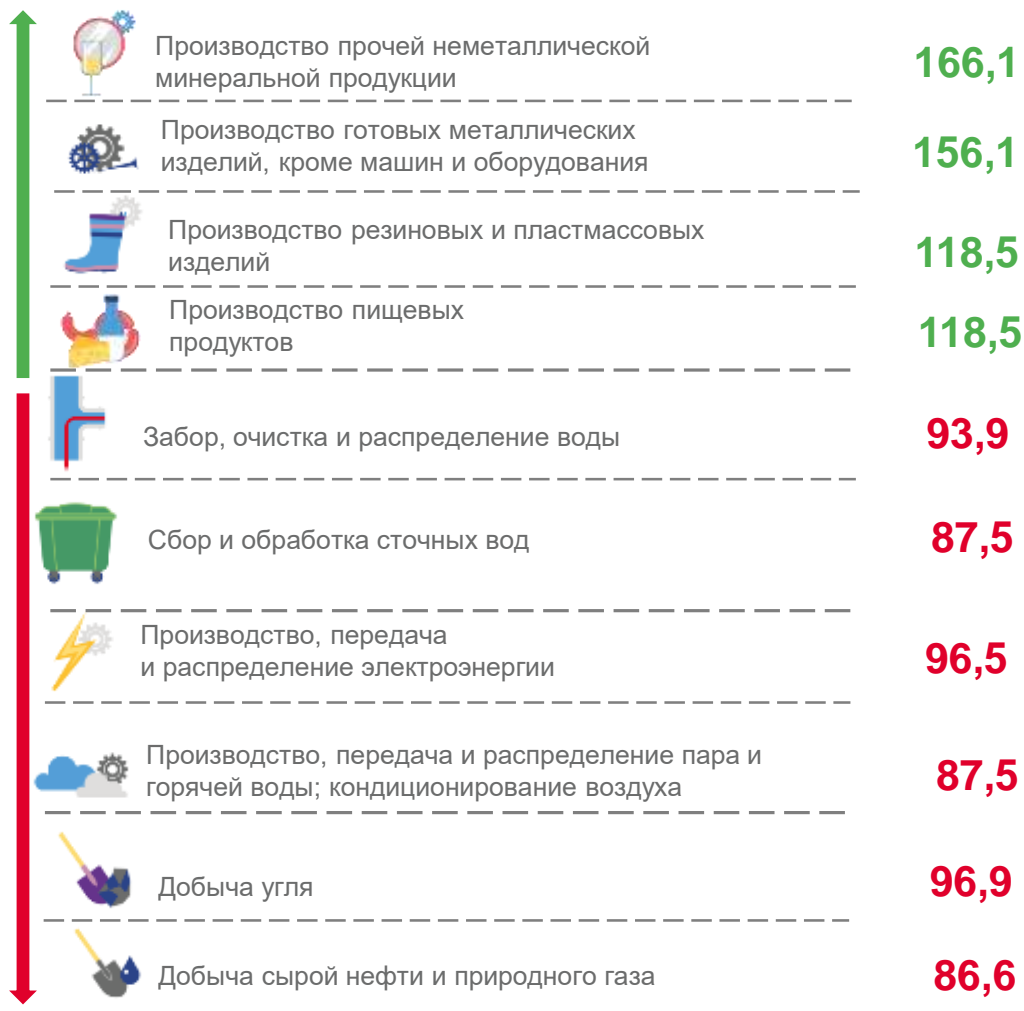 Производство прочей неметаллической
минеральной продукции
166,1
Производство готовых металлических
изделий, кроме машин и оборудования
156,1
Производство резиновых и пластмассовых
изделий
118,5
Производство пищевых
продуктов
118,5
Забор, очистка и распределение воды
93,9
Сбор и обработка сточных вод
87,5
Производство, передача
и распределение электроэнергии
96,5
Производство, передача и распределение пара и
горячей воды; кондиционирование воздуха
87,5
Добыча угля
96,9
Добыча сырой нефти и природного газа
86,6